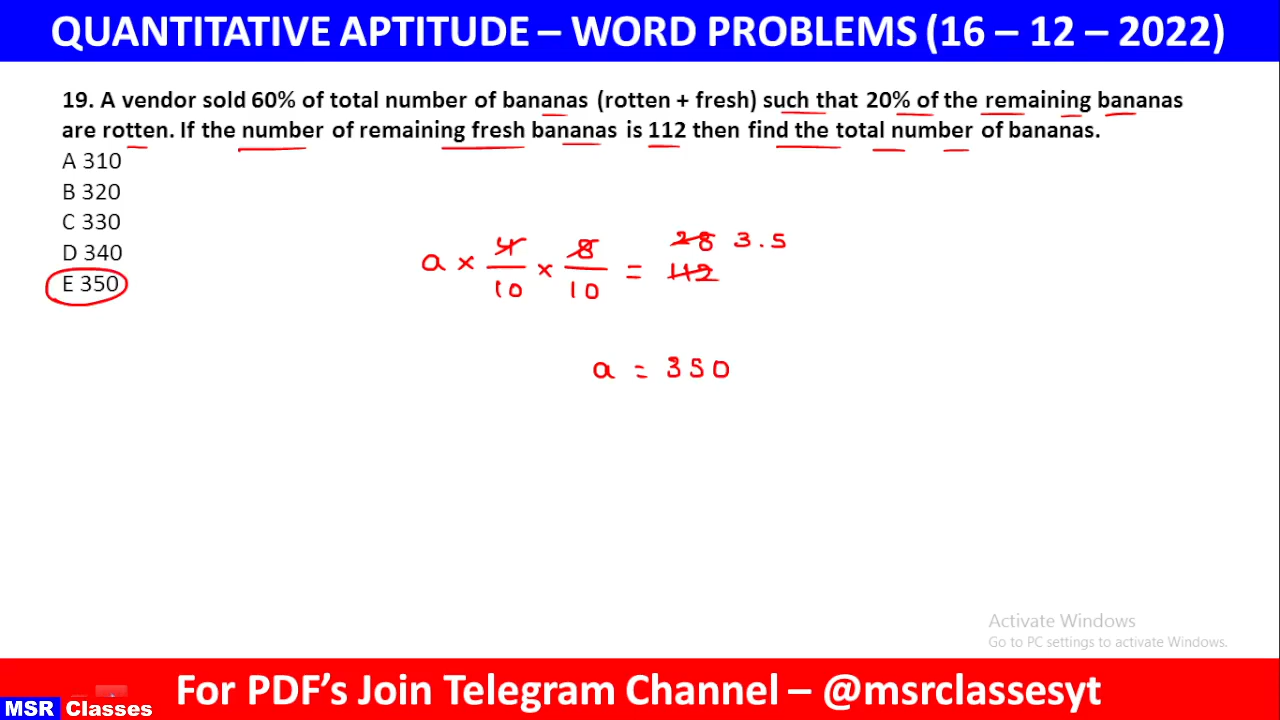 QUANTITATIVE APTITUDE – WORD PROBLEMS (16 – 12 – 2022)
19. A vendor sold 60% of total number of bananas (rotten + fresh) such that 20% of the remaining bananas
are rotten. If the number of remaining fresh bananas is 112 then find the total number of bananas.
A 310
B 320
C 330
D 340
E 350
a × 4/10 × 8/10 = 112 28 3.5
a = 350
Activate Windows
Go to PC settings to activate Windows.
For PDF’s Join Telegram Channel – @msrclassesyt
MSR Classes